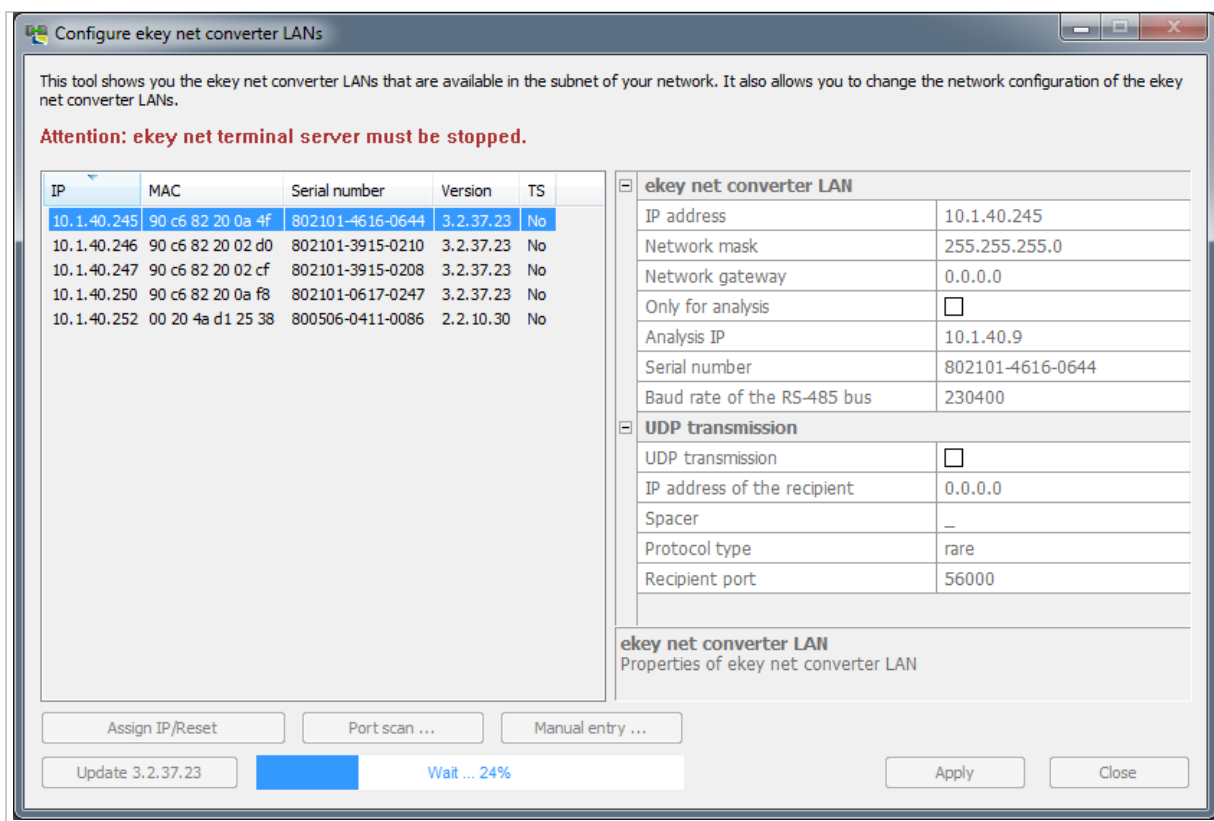 Configure ekey net converter LANs
This tool shows you the ekey net converter LANs that are available in the subnet of your network. It also allows you to change the network configuration of the ekey
net converter LANs.
Attention: ekey net terminal server must be stopped.
IP MAC Serial number Version TS
10.1.40.245 90 c6 82 20 0a 4f 802101-4616-0644 3.2.37.23 No
10.1.40.246 90 c6 82 20 02 d0 802101-3915-0210 3.2.37.23 No
10.1.40.247 90 c6 82 20 02 cf 802101-3915-0208 3.2.37.23 No
10.1.40.250 90 c6 82 20 0a f8 802101-0617-0247 3.2.37.23 No
10.1.40.252 00 20 4a d1 25 38 800506-0411-0086 2.2.10.30 No
ekey net converter LAN
IP address 10.1.40.245
Network mask 255.255.255.0
Network gateway 0.0.0.0
Only for analysis
Analysis IP 10.1.40.9
Serial number 802101-4616-0644
Baud rate of the RS-485 bus 230400
UDP transmission
UDP transmission
IP address of the recipient 0.0.0.0
Spacer _
Protocol type rare
Recipient port 56000
ekey net converter LAN
Properties of ekey net converter LAN
Assign IP/Reset Port scan ... Manual entry ...
Update 3.2.37.23 Wait ... 24% Apply Close